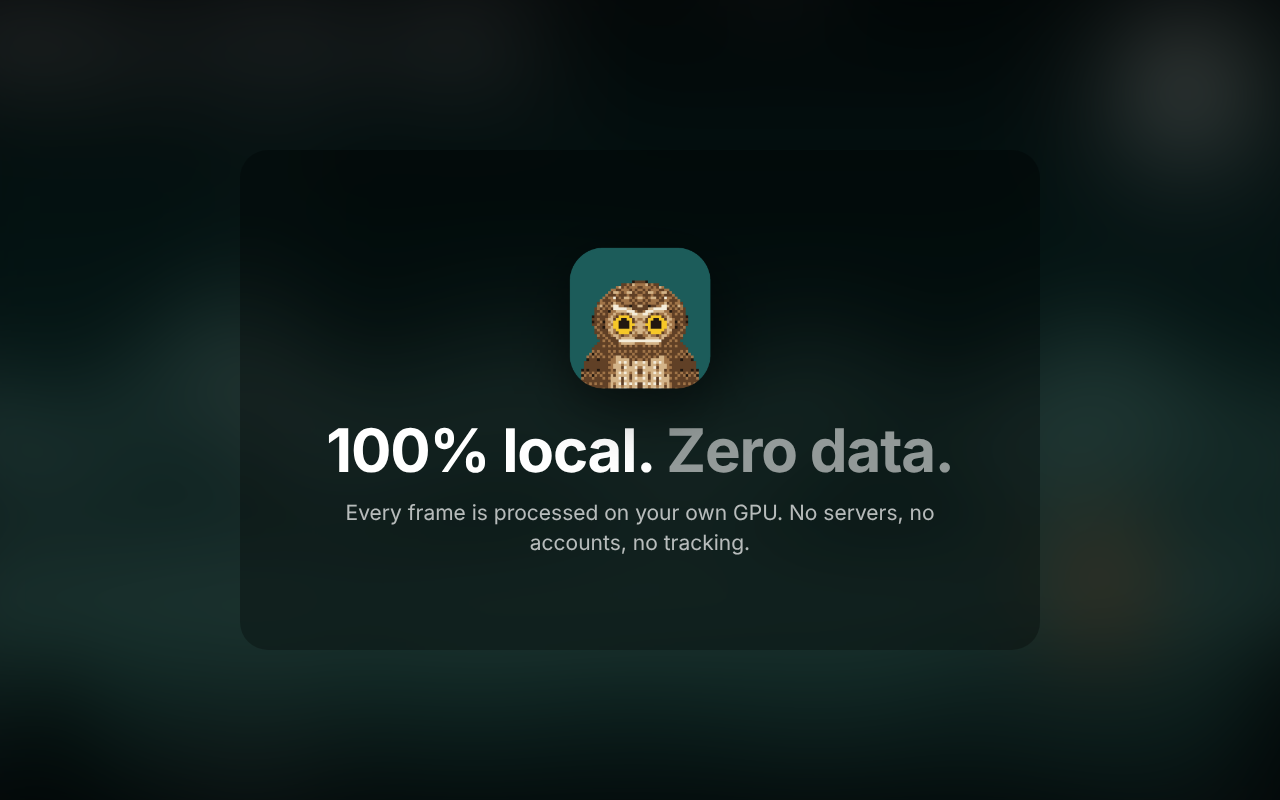 100% local. Zero data.
Every frame is processed on your own GPU. No servers, no
accounts, no tracking.